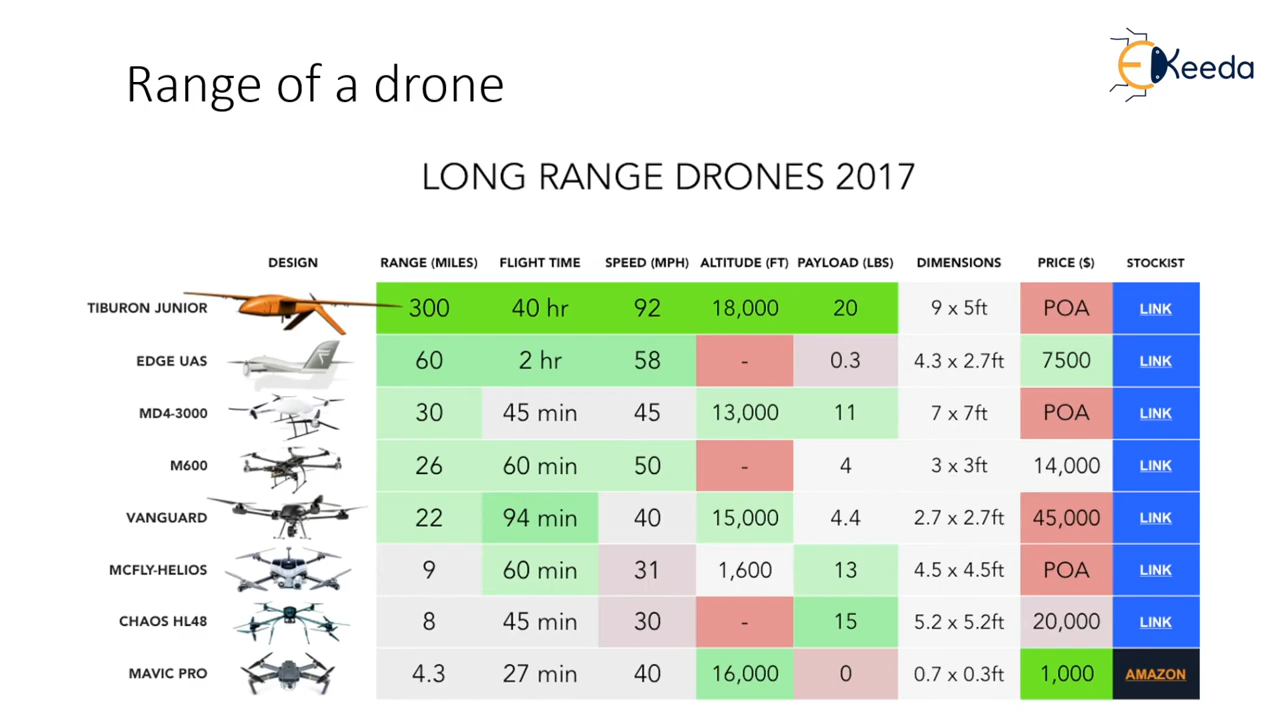 Keeda
Range of a drone
LONG RANGE DRONES 2017
DESIGN RANGE (MILES) FLIGHT TIME SPEED (MPH) ALTITUDE (FT) PAYLOAD (LBS) DIMENSIONS PRICE ($) STOCKIST
TIBURON JUNIOR 300 40 hr 92 18,000 20 9 x 5ft POA LINK
EDGE UAS 60 2 hr 58 - 0.3 4.3 x 2.7ft 7500 LINK
MD4-3000 30 45 min 45 13,000 11 7 x 7ft POA LINK
M600 26 60 min 50 - 4 3 x 3ft 14,000 LINK
VANGUARD 22 94 min 40 15,000 4.4 2.7 x 2.7ft 45,000 LINK
MCFLY-HELIOS 9 60 min 31 1,600 13 4.5 x 4.5ft POA LINK
CHAOS HL48 8 45 min 30 - 15 5.2 x 5.2ft 20,000 LINK
MAVIC PRO 4.3 27 min 40 16,000 0 0.7 x 0.3ft 1,000 AMAZON